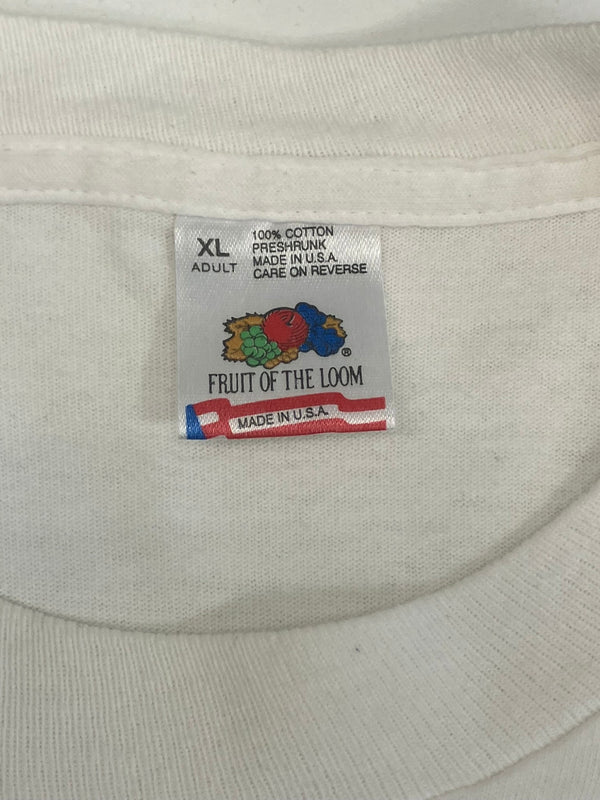 XL
ADULT
100% COTTON
PRESHRUNK
MADE IN U.S.A.
CARE ON REVERSE
®
FRUIT OF THE LOOM
MADE IN U.S.A.